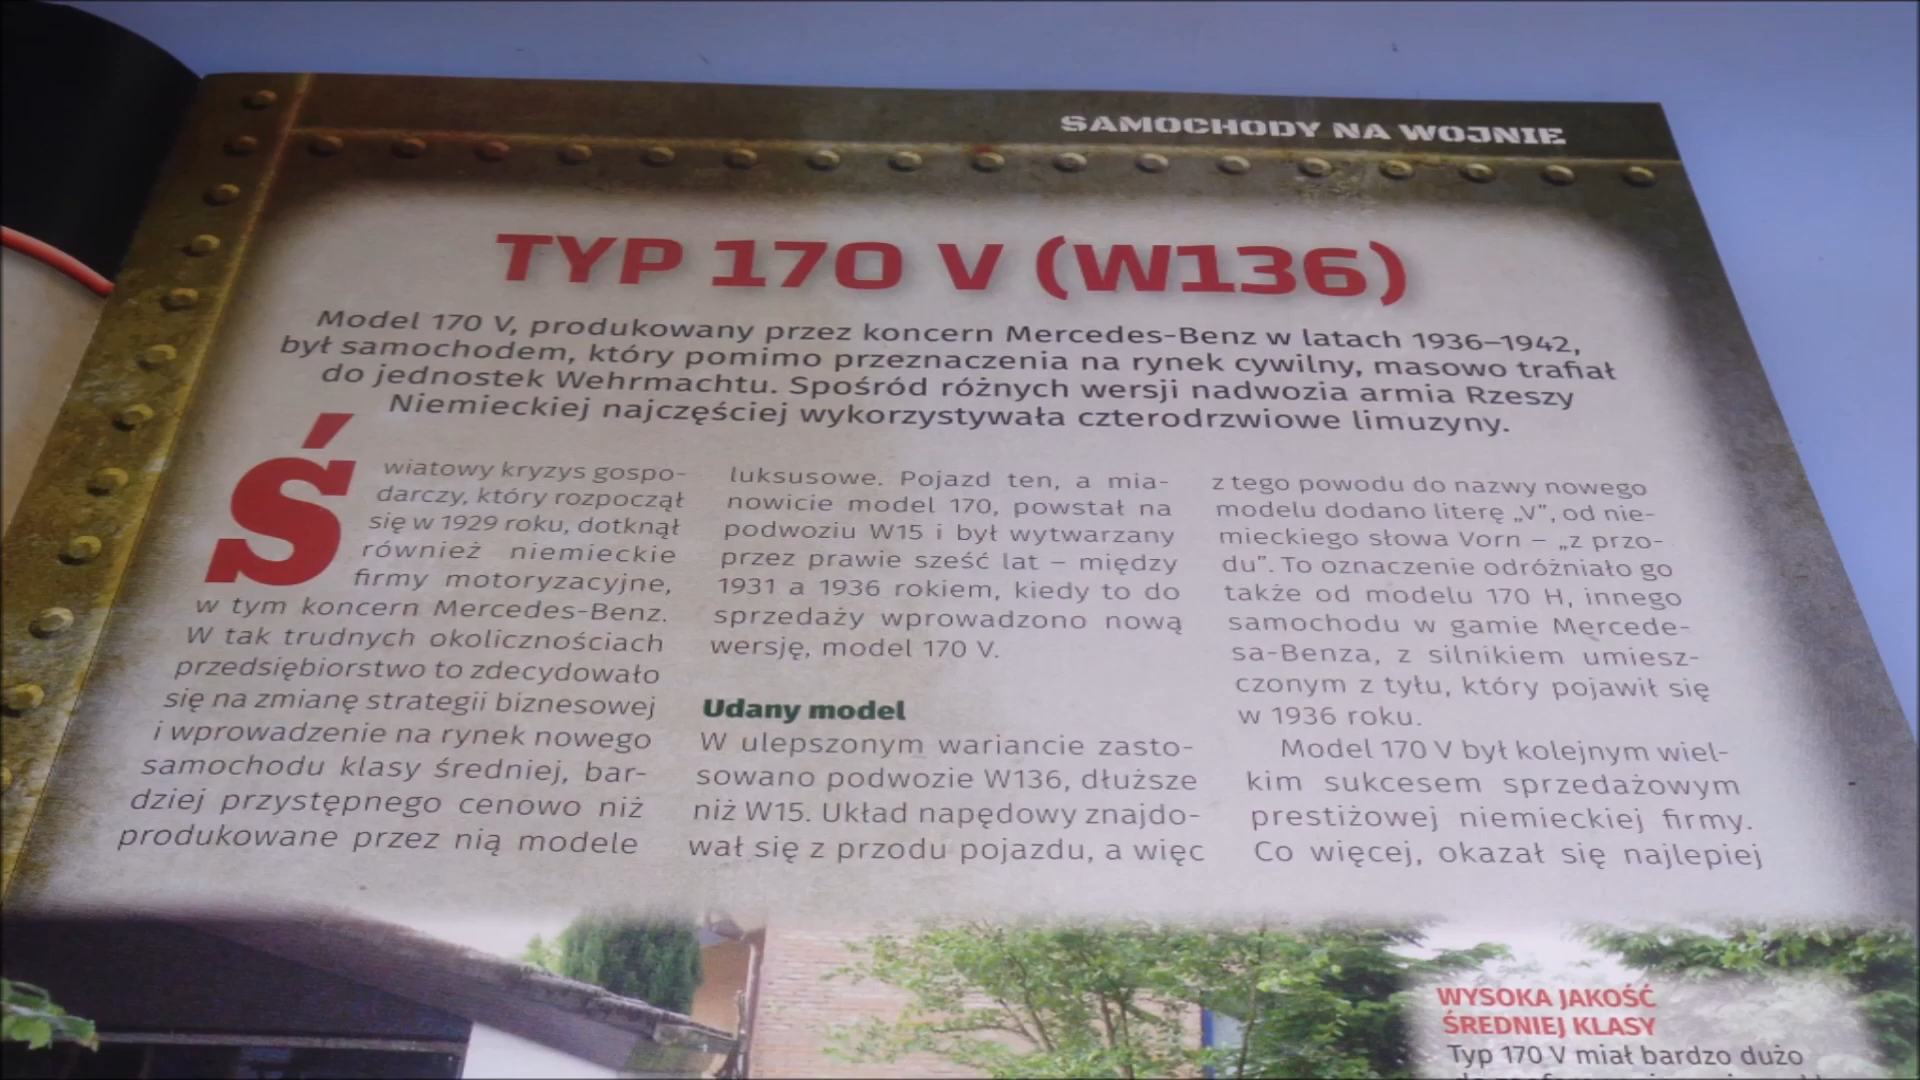 SAMOCHODY NA WOJNIE
TYP 170 V (W136)
Model 170 V, produkowany przez koncern Mercedes-Benz w latach 1936–1942,
był samochodem, który pomimo przeznaczenia na rynek cywilny, masowo trafiał
do jednostek Wehrmachtu. Spośród różnych wersji nadwozia armia Rzeszy
Niemieckiej najczęściej wykorzystywała czterodrzwiowe limuzyny.
Światowy kryzys gospo-
darczy, który rozpoczął
się w 1929 roku, dotknął
również niemieckie
firmy motoryzacyjne,
w tym koncern Mercedes-Benz.
W tak trudnych okolicznościach
przedsiębiorstwo to zdecydowało
się na zmianę strategii biznesowej
i wprowadzenie na rynek nowego
samochodu klasy średniej, bar-
dziej przystępnego cenowo niż
produkowane przez nią modele
luksusowe. Pojazd ten, a mia-
nowicie model 170, powstał na
podwoziu W15 i był wytwarzany
przez prawie sześć lat – między
1931 a 1936 rokiem, kiedy to do
sprzedaży wprowadzono nową
wersję, model 170 V.
Udany model
W ulepszonym wariancie zasto-
sowano podwozie W136, dłuższe
niż W15. Układ napędowy znajdo-
wał się z przodu pojazdu, a więc
z tego powodu do nazwy nowego
modelu dodano literę „V”, od nie-
mieckiego słowa Vorn – „z przo-
du”. To oznaczenie odróżniało go
także od modelu 170 H, innego
samochodu w gamie Mercede-
sa-Benza, z silnikiem umiesz-
czonym z tyłu, który pojawił się
w 1936 roku.
Model 170 V był kolejnym wiel-
kim sukcesem sprzedażowym
prestiżowej niemieckiej firmy.
Co więcej, okazał się najlepiej
WYSOKA JAKOŚĆ
ŚREDNIEJ KLASY
Typ 170 V miał bardzo dużo